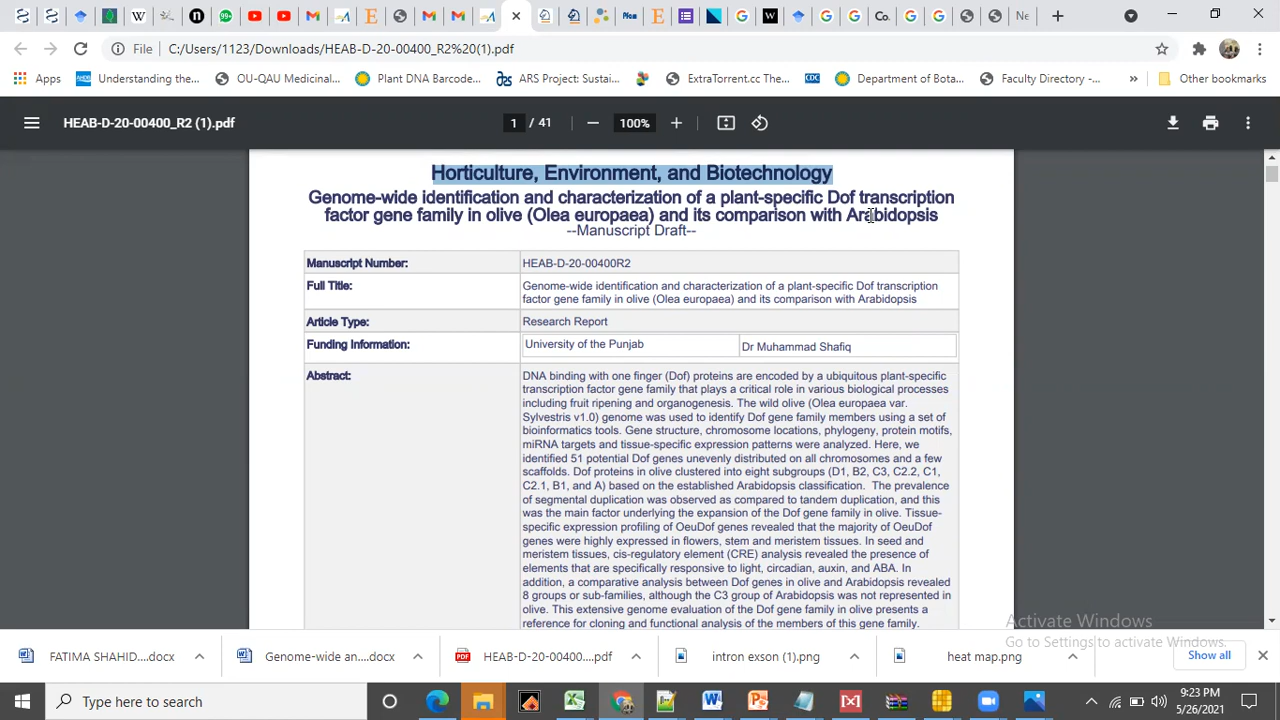 Co.
Ne
File
C:/Users/1123/Downloads/HEAB-D-20-00400_R2%20(1).pdf
Apps
Understanding the...
OU-QAU Medicinal...
Plant DNA Barcode...
ARS Project: Sustai...
ExtraTorrent.cc The...
CDC
Department of Bota...
Faculty Directory -...
»
Other bookmarks
HEAB-D-20-00400_R2 (1).pdf
1 / 41
100%
Horticulture, Environment, and Biotechnology
Genome-wide identification and characterization of a plant-specific Dof transcription
factor gene family in olive (Olea europaea) and its comparison with Arabidopsis
--Manuscript Draft--
Manuscript Number:
HEAB-D-20-00400R2
Full Title:
Genome-wide identification and characterization of a plant-specific Dof transcription
factor gene family in olive (Olea europaea) and its comparison with Arabidopsis
Article Type:
Research Report
Funding Information:
University of the Punjab
Dr Muhammad Shafiq
Abstract:
DNA binding with one finger (Dof) proteins are encoded by a ubiquitous plant-specific
transcription factor gene family that plays a critical role in various biological processes
including fruit ripening and organogenesis. The wild olive (Olea europaea var.
Sylvestris v1.0) genome was used to identify Dof gene family members using a set of
bioinformatics tools. Gene structure, chromosome locations, phylogeny, protein motifs,
miRNA targets and tissue-specific expression patterns were analyzed. Here, we
identified 51 potential Dof genes unevenly distributed on all chromosomes and a few
scaffolds. Dof proteins in olive clustered into eight subgroups (D1, B2, C3, C2.2, C1,
C2.1, B1, and A) based on the established Arabidopsis classification. The prevalence
of segmental duplication was observed as compared to tandem duplication, and this
was the main factor underlying the expansion of the Dof gene family in olive. Tissue-
specific expression profiling of OeuDof genes revealed that the majority of OeuDof
genes were highly expressed in flowers, stem and meristem tissues. In seed and
meristem tissues, cis-regulatory element (CRE) analysis revealed the presence of
elements that are specifically responsive to light, circadian, auxin, and ABA. In
addition, a comparative analysis between Dof genes in olive and Arabidopsis revealed
8 groups or sub-families, although the C3 group of Arabidopsis was not represented in
olive. This extensive genome evaluation of the Dof gene family in olive presents a
reference for cloning and functional analysis of the members of this gene family.
Activate Windows
Go to Settings to activate Windows.
FATIMA SHAHID.docx
Genome-wide an....docx
HEAB-D-20-00400....pdf
intron exson (1).png
heat map.png
Show all
Type here to search
9:23 PM
5/26/2021